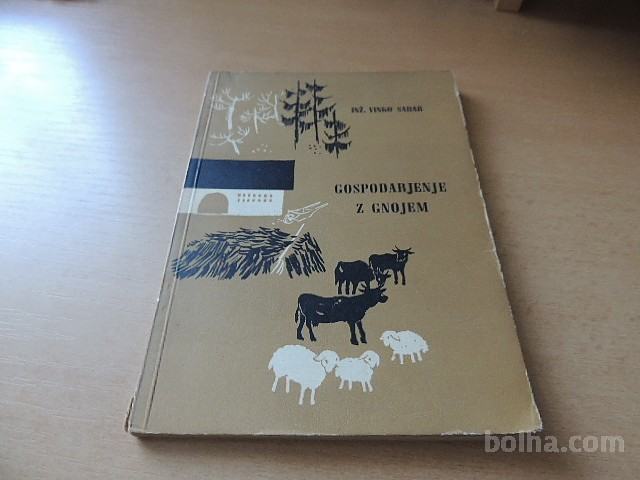 INŽ. VINKO SADAR
GOSPODARJENJE
Z GNOJEM
bolha.com